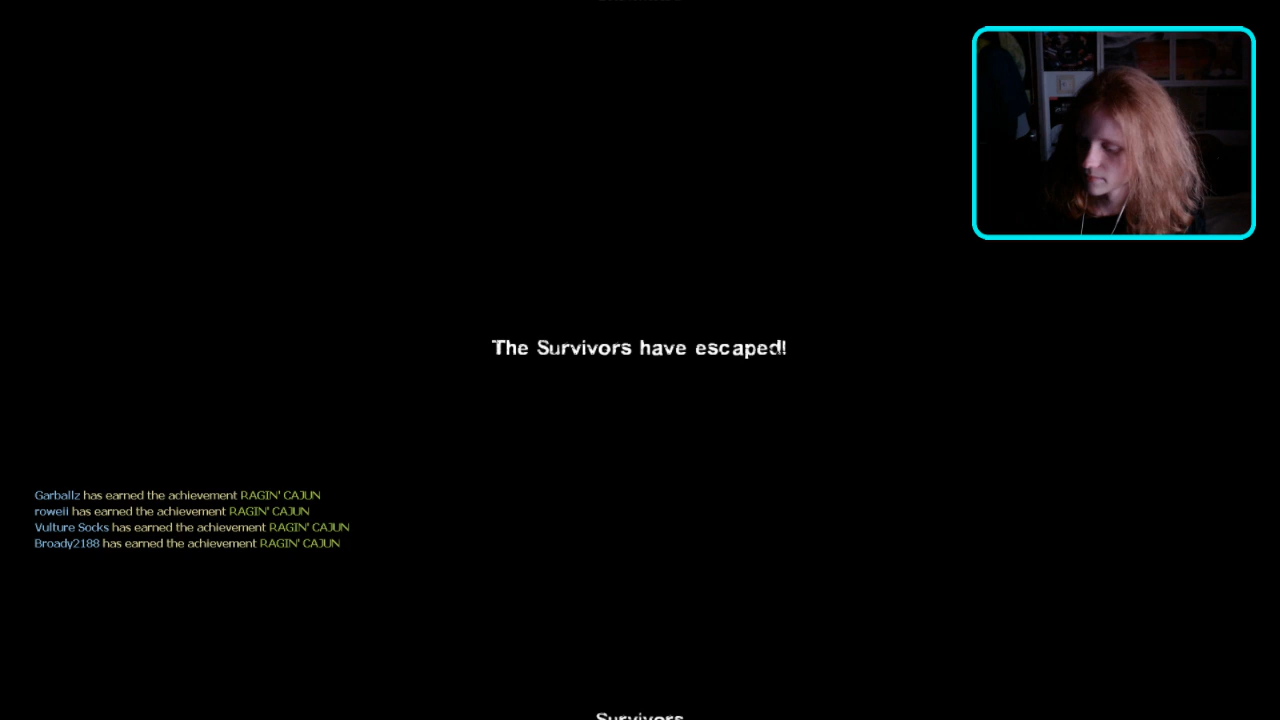 The Survivors have escaped!
Garballz has earned the achievement RAGIN' CAJUN
roweii has earned the achievement RAGIN' CAJUN
Vulture Socks has earned the achievement RAGIN' CAJUN
Broady2188 has earned the achievement RAGIN' CAJUN
Survivors